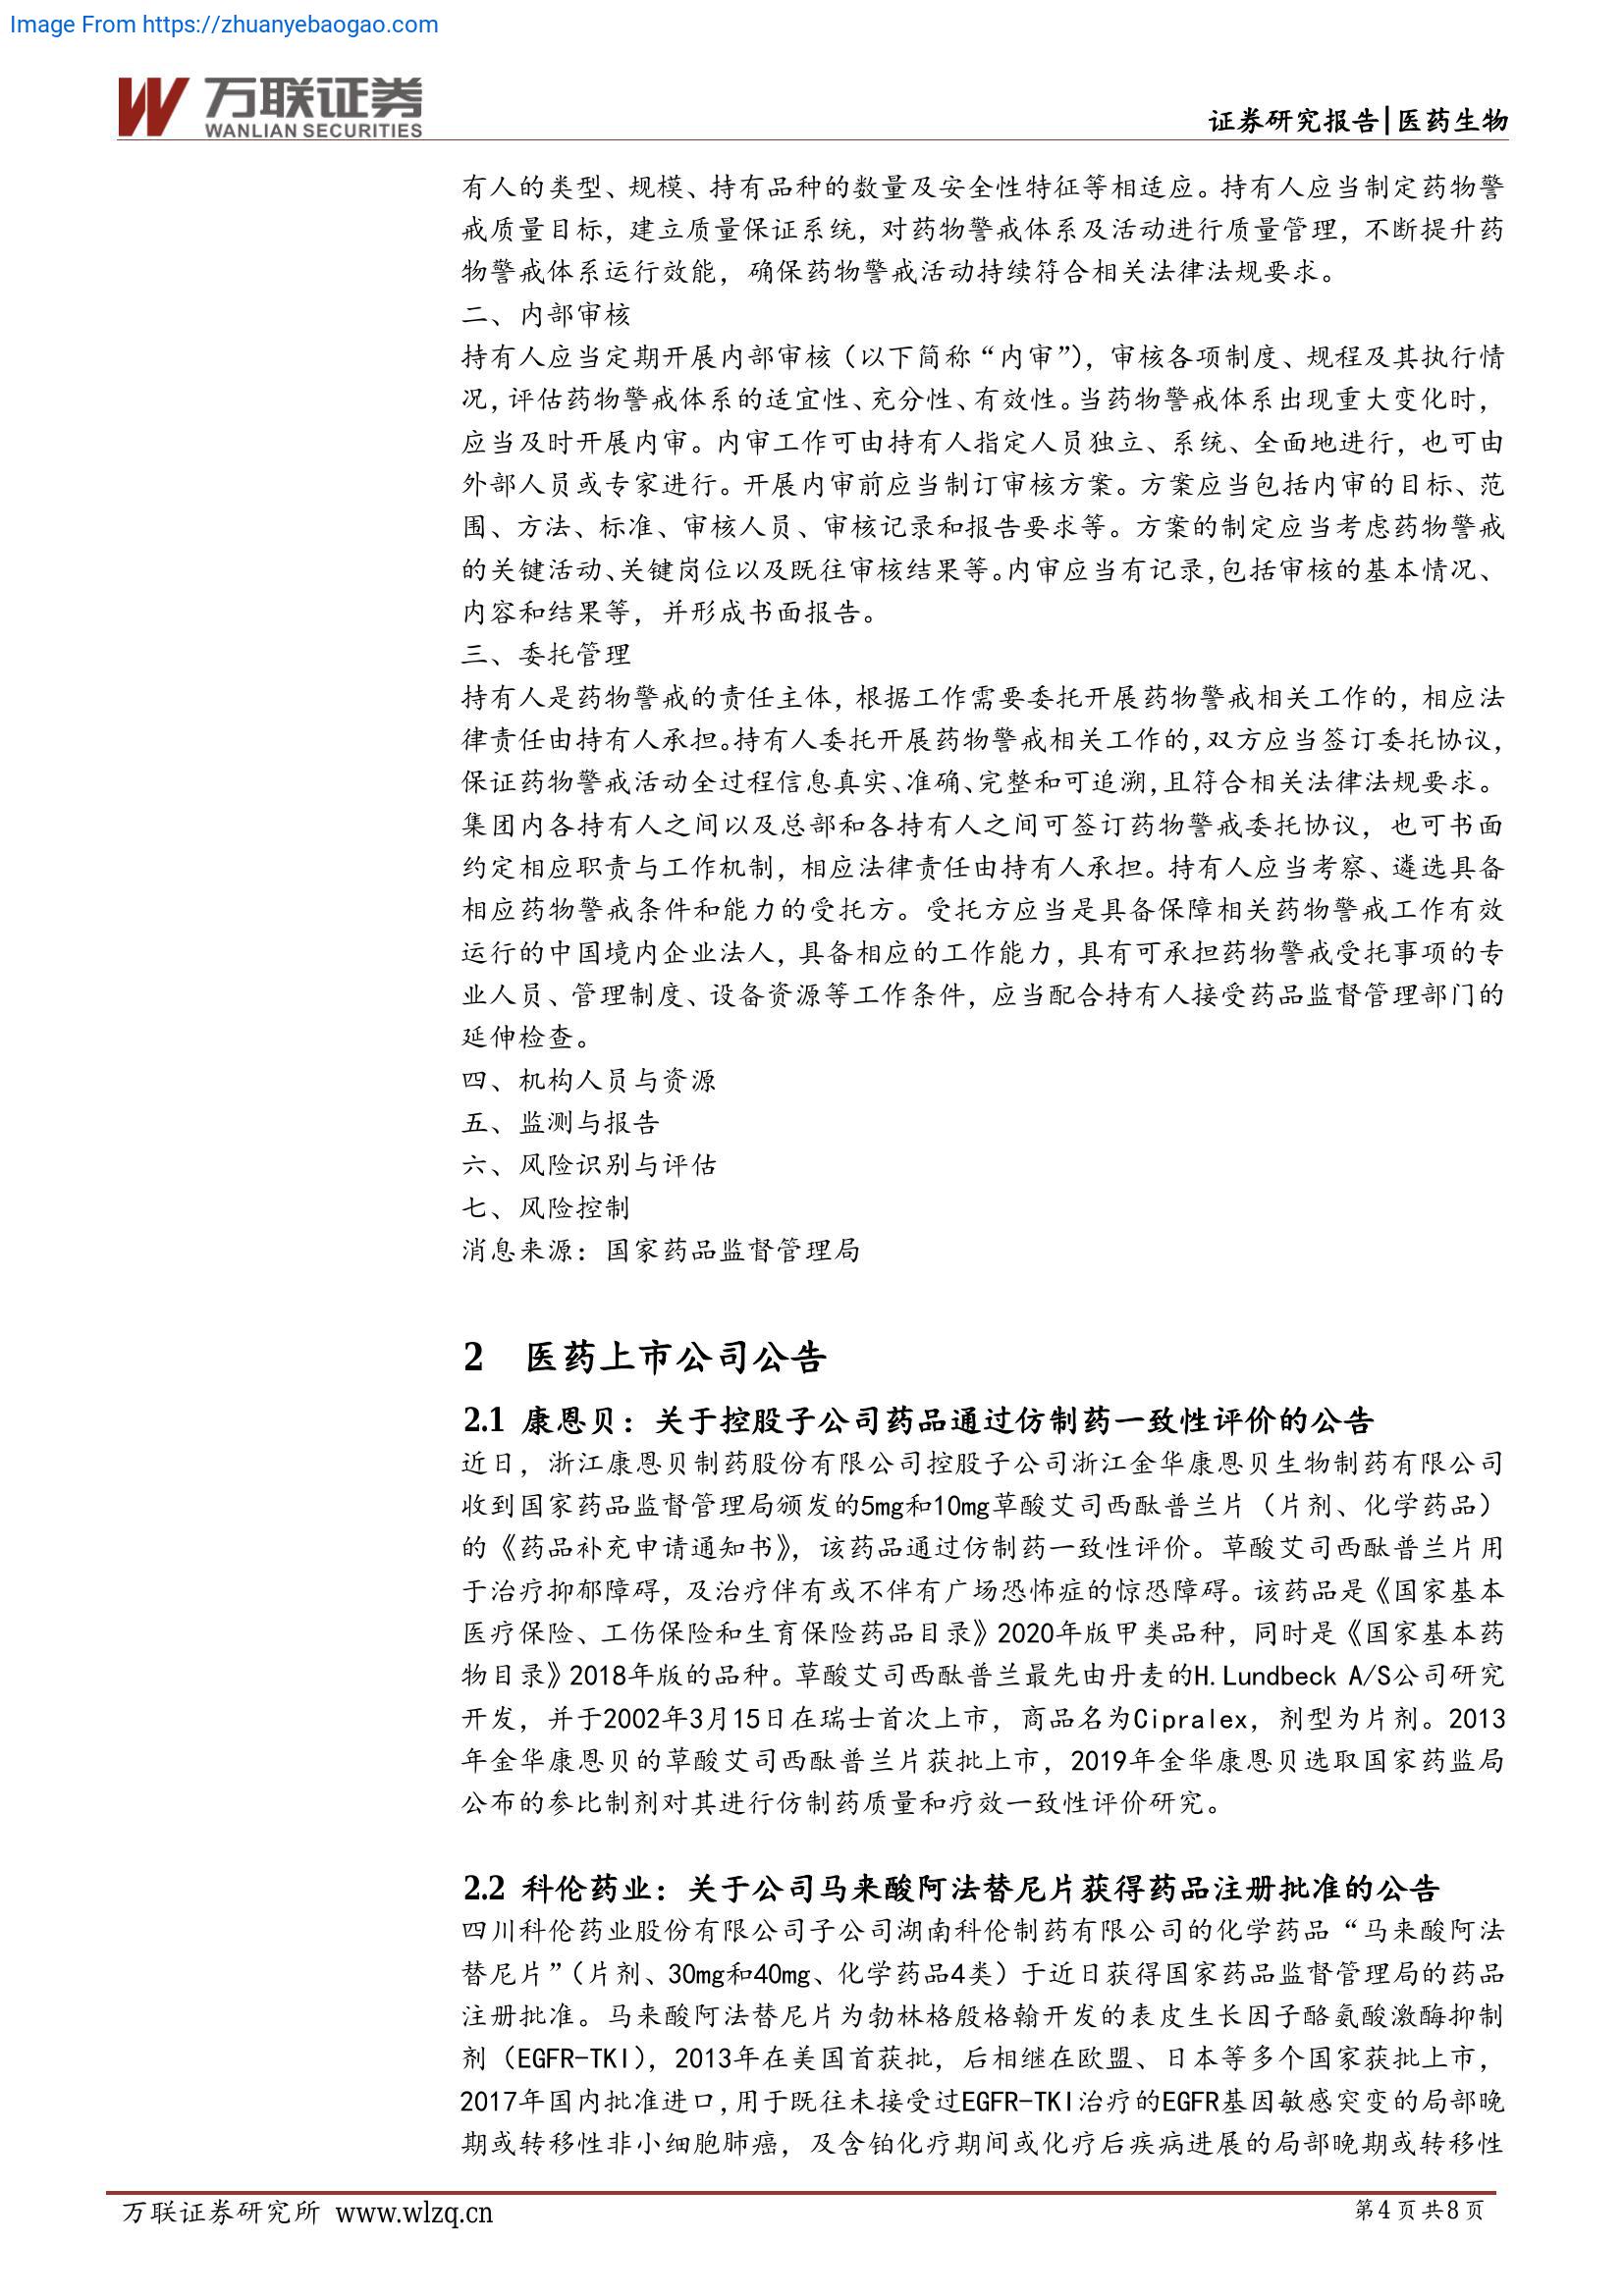 Image From https://zhuanyebaogao.com
万联证券
WANLIAN SECURITIES
证券研究报告|医药生物
有人的类型、规模、持有品种的数量及安全性特征等相适应。持有人应当制定药物警
戒质量目标，建立质量保证系统，对药物警戒体系及活动进行质量管理，不断提升药
物警戒体系运行效能，确保药物警戒活动持续符合相关法律法规要求。
二、内部审核
持有人应当定期开展内部审核（以下简称“内审”），审核各项制度、规程及其执行情
况，评估药物警戒体系的适宜性、充分性、有效性。当药物警戒体系出现重大变化时，
应当及时开展内审。内审工作可由持有人指定人员独立、系统、全面地进行，也可由
外部人员或专家进行。开展内审前应当制订审核方案。方案应当包括内审的目标、范
围、方法、标准、审核人员、审核记录和报告要求等。方案的制定应当考虑药物警戒
的关键活动、关键岗位以及既往审核结果等。内审应当有记录，包括审核的基本情况、
内容和结果等，并形成书面报告。
三、委托管理
持有人是药物警戒的责任主体，根据工作需要委托开展药物警戒相关工作的，相应法
律责任由持有人承担。持有人委托开展药物警戒相关工作的，双方应当签订委托协议，
保证药物警戒活动全过程信息真实、准确、完整和可追溯，且符合相关法律法规要求。
集团内各持有人之间以及总部和各持有人之间可签订药物警戒委托协议，也可书面
约定相应职责与工作机制，相应法律责任由持有人承担。持有人应当考察、遴选具备
相应药物警戒条件和能力的受托方。受托方应当是具备保障相关药物警戒工作有效
运行的中国境内企业法人，具备相应的工作能力，具有可承担药物警戒受托事项的专
业人员、管理制度、设备资源等工作条件，应当配合持有人接受药品监督管理部门的
延伸检查。
四、机构人员与资源
五、监测与报告
六、风险识别与评估
七、风险控制
消息来源：国家药品监督管理局
2 医药上市公司公告
2.1 康恩贝：关于控股子公司药品通过仿制药一致性评价的公告
近日，浙江康恩贝制药股份有限公司控股子公司浙江金华康恩贝生物制药有限公司
收到国家药品监督管理局颁发的5mg和10mg草酸艾司西酞普兰片（片剂、化学药品）
的《药品补充申请通知书》，该药品通过仿制药一致性评价。草酸艾司西酞普兰片用
于治疗抑郁障碍，及治疗伴有或不伴有广场恐怖症的惊恐障碍。该药品是《国家基本
医疗保险、工伤保险和生育保险药品目录》2020年版甲类品种，同时是《国家基本药
物目录》2018年版的品种。草酸艾司西酞普兰最先由丹麦的H.Lundbeck A/S公司研究
开发，并于2002年3月15日在瑞士首次上市，商品名为Cipralex，剂型为片剂。2013
年金华康恩贝的草酸艾司西酞普兰片获批上市，2019年金华康恩贝选取国家药监局
公布的参比制剂对其进行仿制药质量和疗效一致性评价研究。
2.2 科伦药业：关于公司马来酸阿法替尼片获得药品注册批准的公告
四川科伦药业股份有限公司子公司湖南科伦制药有限公司的化学药品“马来酸阿法
替尼片”（片剂、30mg和40mg、化学药品4类）于近日获得国家药品监督管理局的药品
注册批准。马来酸阿法替尼片为勃林格殷格翰开发的表皮生长因子酪氨酸激酶抑制
剂（EGFR-TKI），2013年在美国首获批，后相继在欧盟、日本等多个国家获批上市，
2017年国内批准进口，用于既往未接受过EGFR-TKI治疗的EGFR基因敏感突变的局部晚
期或转移性非小细胞肺癌，及含铂化疗期间或化疗后疾病进展的局部晚期或转移性
万联证券研究所 www.wlzq.cn
第4页共8页